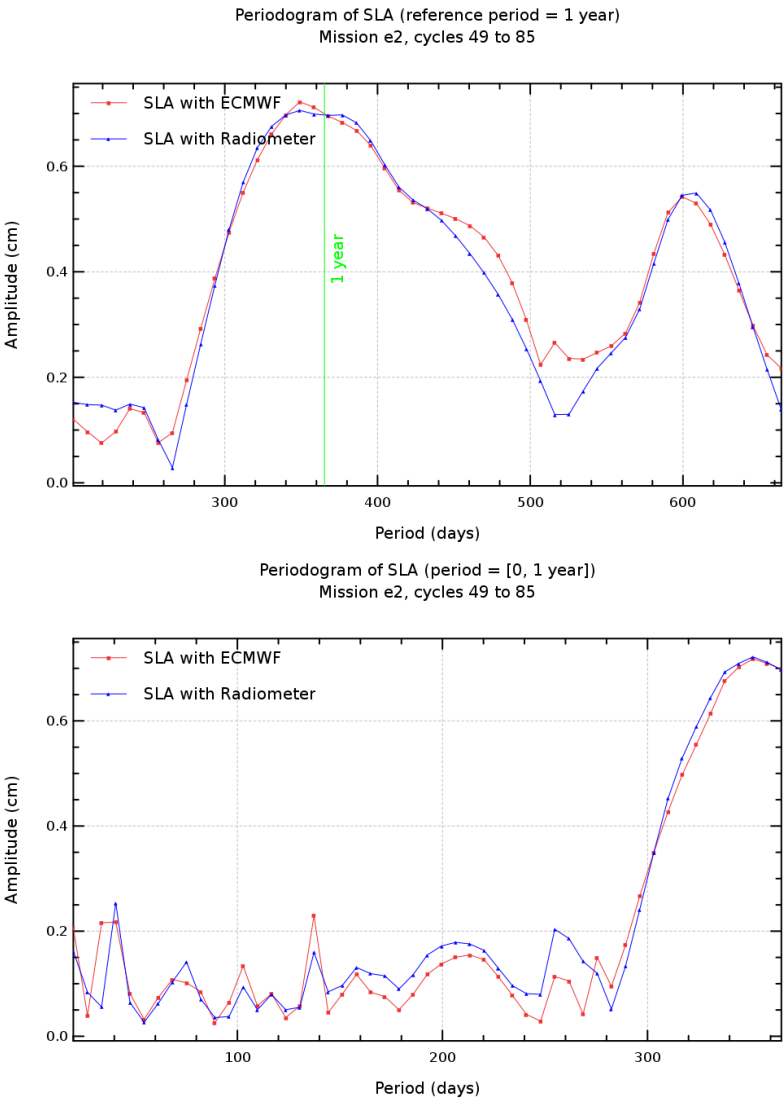 Periodogram of SLA (reference period = 1 year)
Mission e2, cycles 49 to 85
SLA with ECMWF
SLA with Radiometer
1 year
Amplitude (cm)
0.6
0.4
0.2
0.0
300 400 500 600
Period (days)
Periodogram of SLA (period = [0, 1 year])
Mission e2, cycles 49 to 85
SLA with ECMWF
SLA with Radiometer
Amplitude (cm)
0.6
0.4
0.2
0.0
100 200 300
Period (days)